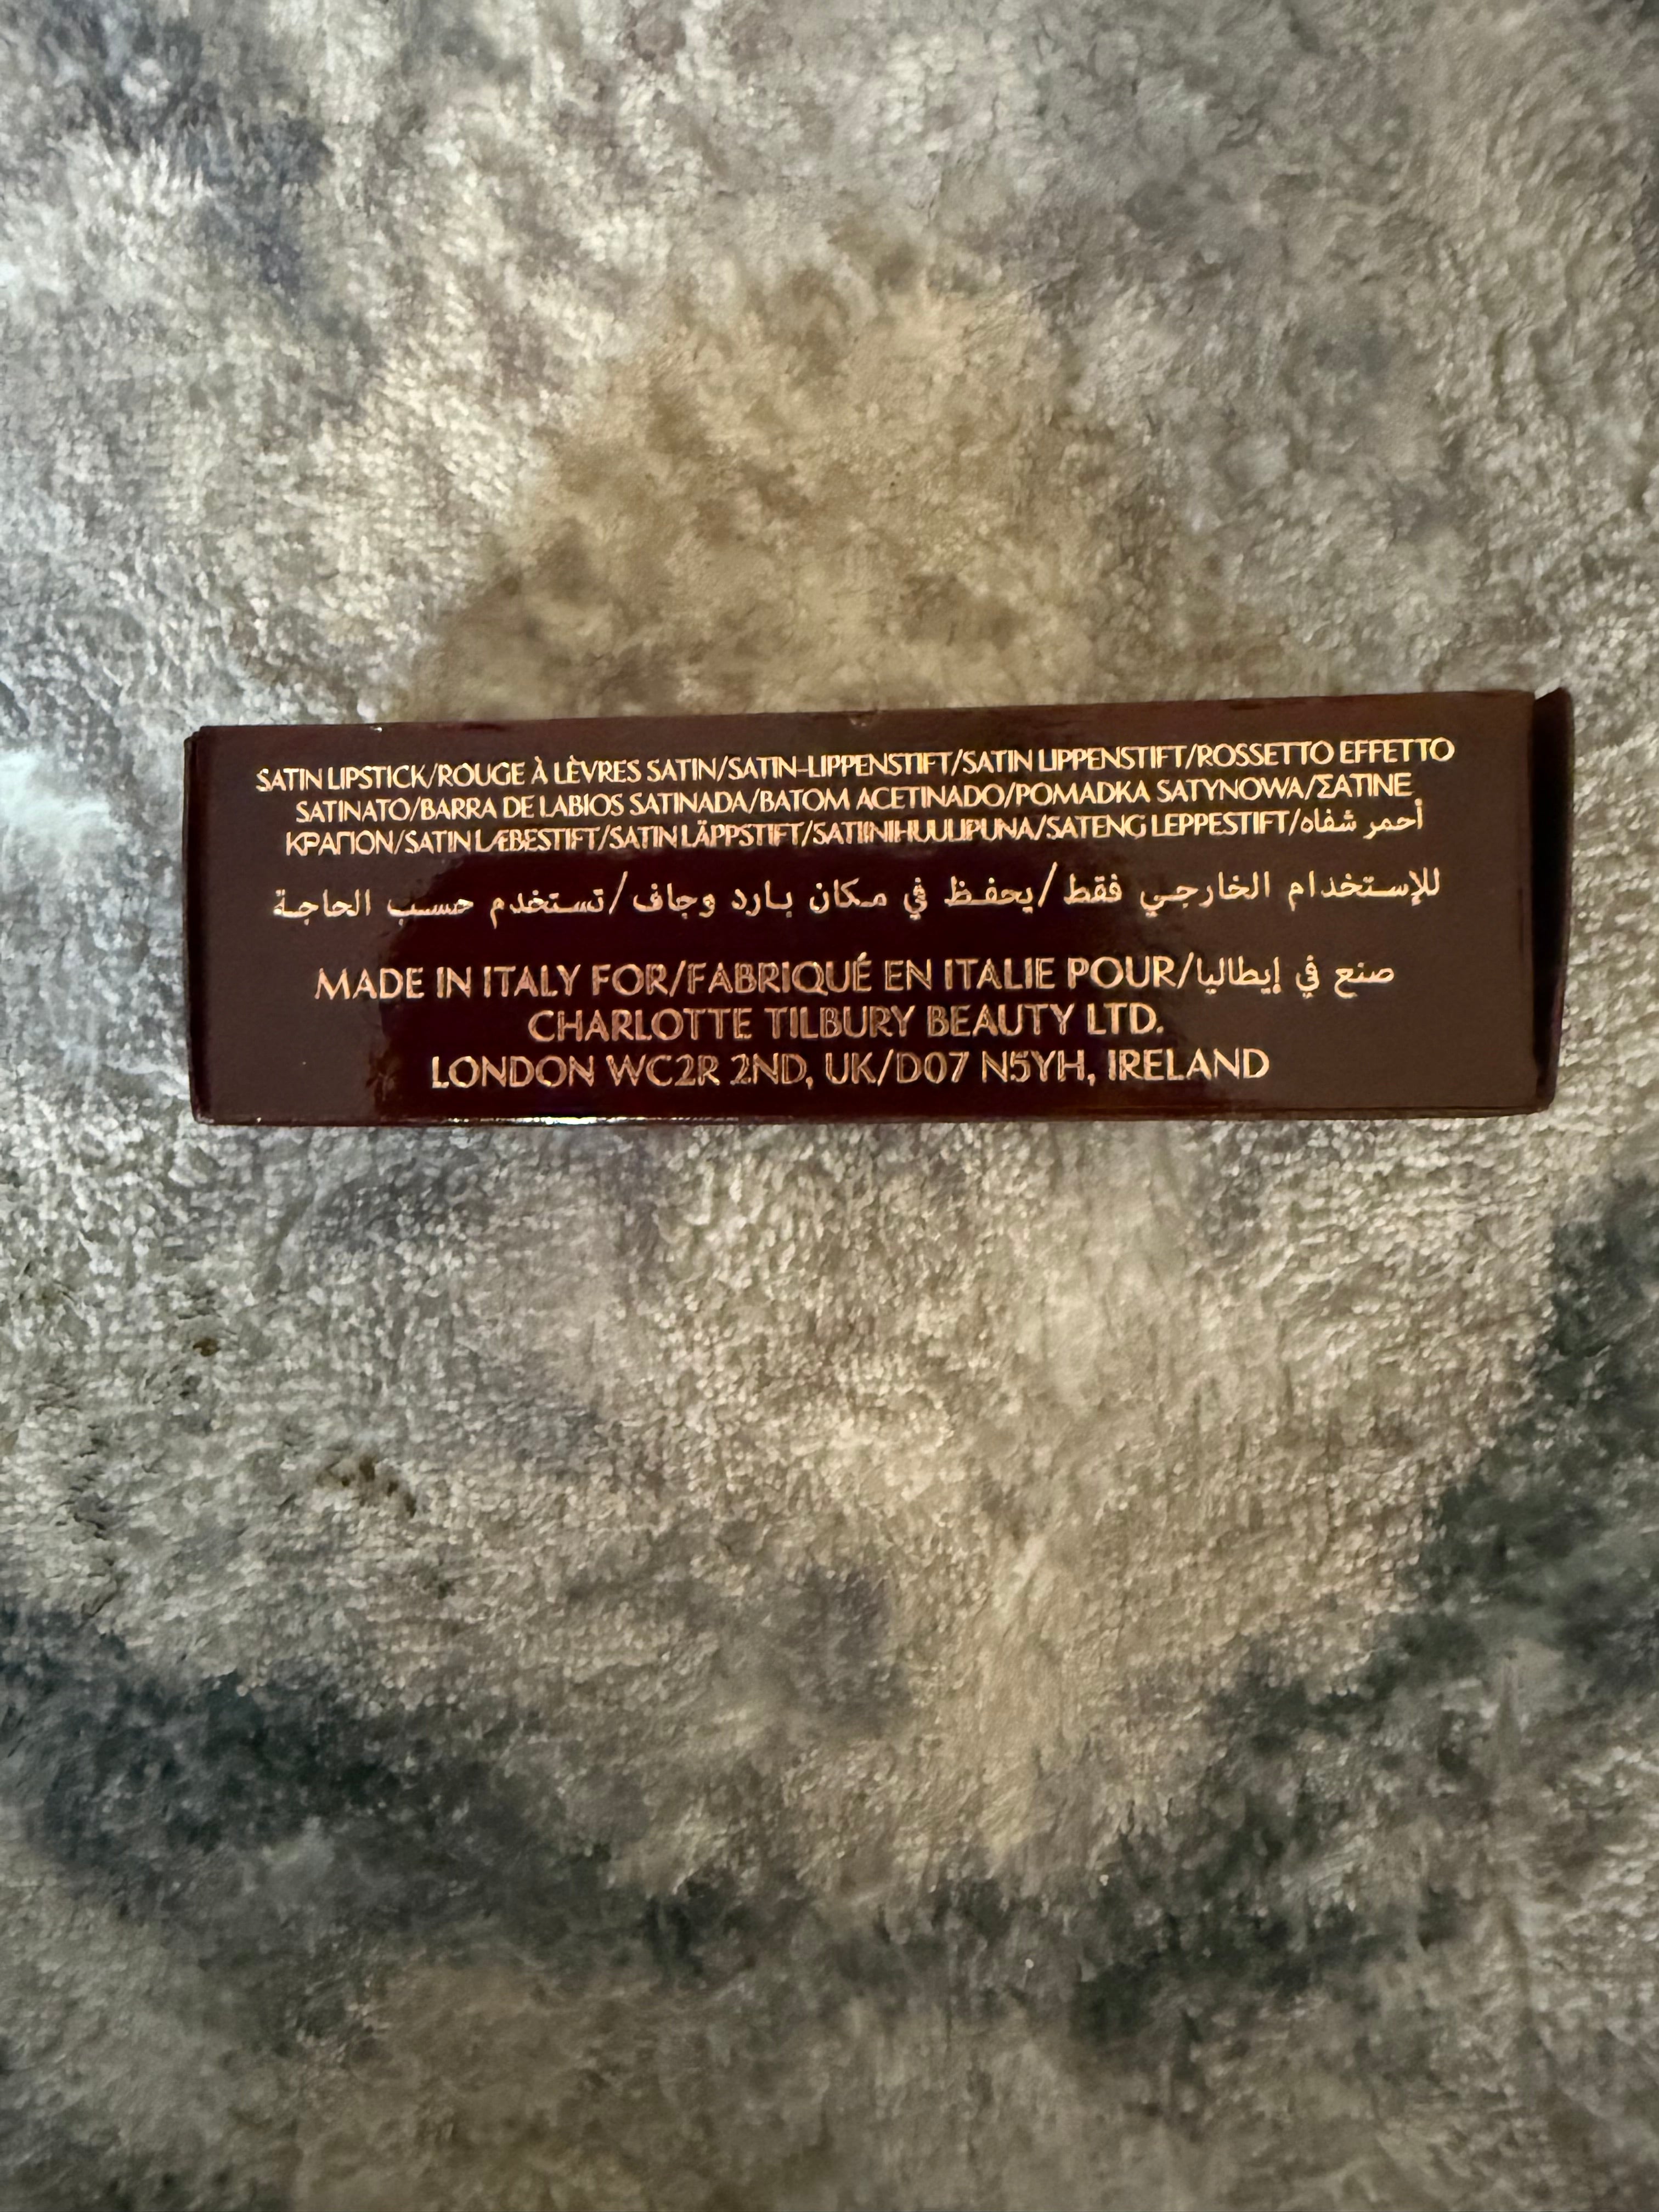 SATIN LIPSTICK/ROUGE À LÈVRES SATIN/SATIN-LIPPENSTIFT/SATIN LIPPENSTIFT/ROSSETTO EFFETTO
SATINATO/BARRA DE LABIOS SATINADA/BATOM ACETINADO/POMADKA SATYNOWA/ΣΑΤΙΝΕ
ΚΡΑΓΙΟΝ/SATIN LÆBESTIFT/SATIN LÄPPSTIFT/SATIINIHUULIPUNA/SATENG LEPPESTIFT/أحمر شفاه
للإستخدام الخارجي فقط/يحفظ في مكان بارد وجاف/تستخدم حسب الحاجة
MADE IN ITALY FOR/FABRIQUÉ EN ITALIE POUR/صنع في إيطاليا
CHARLOTTE TILBURY BEAUTY LTD.
LONDON WC2R 2ND, UK/D07 N5YH, IRELAND